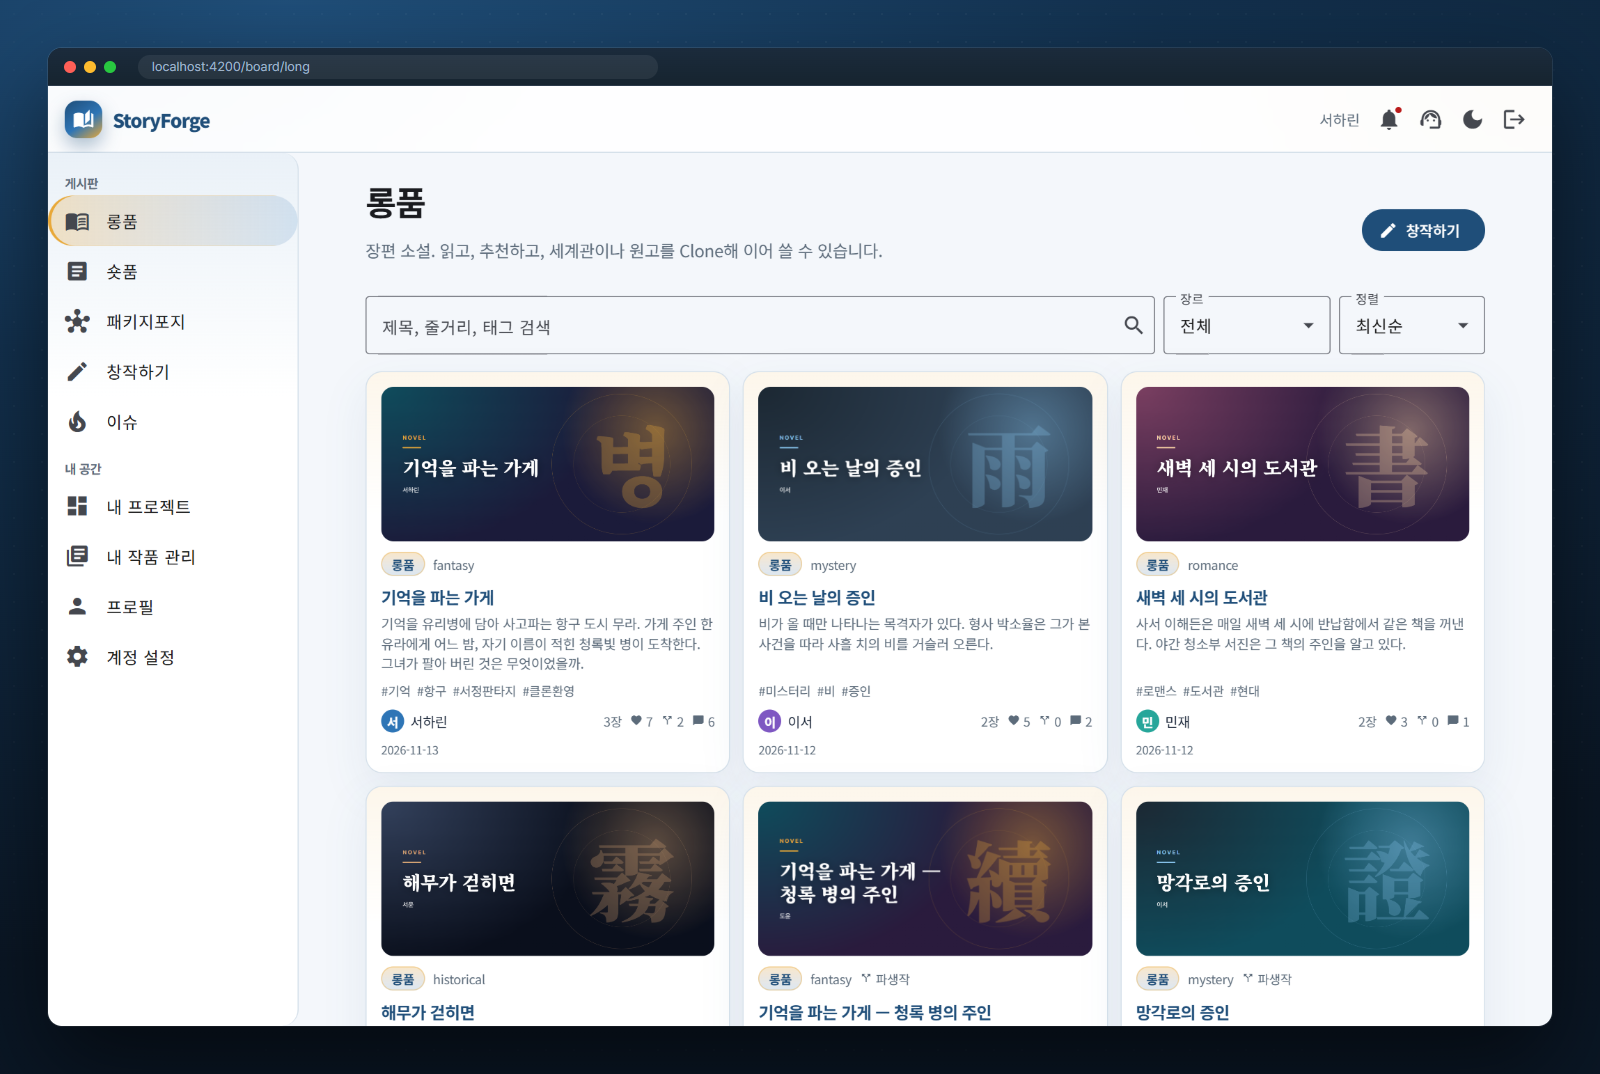 localhost:4200/board/long
StoryForge
서하린
게시판
롱품
숏품
패키지포지
창작하기
이슈
내 공간
내 프로젝트
내 작품 관리
프로필
계정 설정
롱품
장편 소설. 읽고, 추천하고, 세계관이나 원고를 Clone해 이어 쓸 수 있습니다.
창작하기
제목, 줄거리, 태그 검색
장르
전체
정렬
최신순
NOVEL
기억을 파는 가게
서하린
병
롱품 fantasy
기억을 파는 가게
기억을 유리병에 담아 사고파는 항구 도시 무라. 가게 주인 한
유라에게 어느 밤, 자기 이름이 적힌 청록빛 병이 도착한다.
그녀가 팔아 버린 것은 무엇이었을까.
#기억 #항구 #서정판타지 #클론환영
서 서하린 3장 7 2 6
2026-11-13
NOVEL
비 오는 날의 증인
이서
雨
롱품 mystery
비 오는 날의 증인
비가 올 때만 나타나는 목격자가 있다. 형사 박소율은 그가 본
사건을 따라 사흘 치의 비를 거슬러 오른다.
#미스터리 #비 #증인
이 이서 2장 5 0 2
2026-11-12
NOVEL
새벽 세 시의 도서관
민재
書
롱품 romance
새벽 세 시의 도서관
사서 이해든은 매일 새벽 세 시에 반납함에서 같은 책을 꺼낸
다. 야간 청소부 서진은 그 책의 주인을 알고 있다.
#로맨스 #도서관 #현대
민 민재 2장 3 0 1
2026-11-12
NOVEL
해무가 걷히면
서윤
霧
롱품 historical
해무가 걷히면
NOVEL
기억을 파는 가게 —
청록 병의 주인
도윤
續
롱품 fantasy 파생작
기억을 파는 가게 — 청록 병의 주인
NOVEL
망각로의 증인
이서
證
롱품 mystery 파생작
망각로의 증인